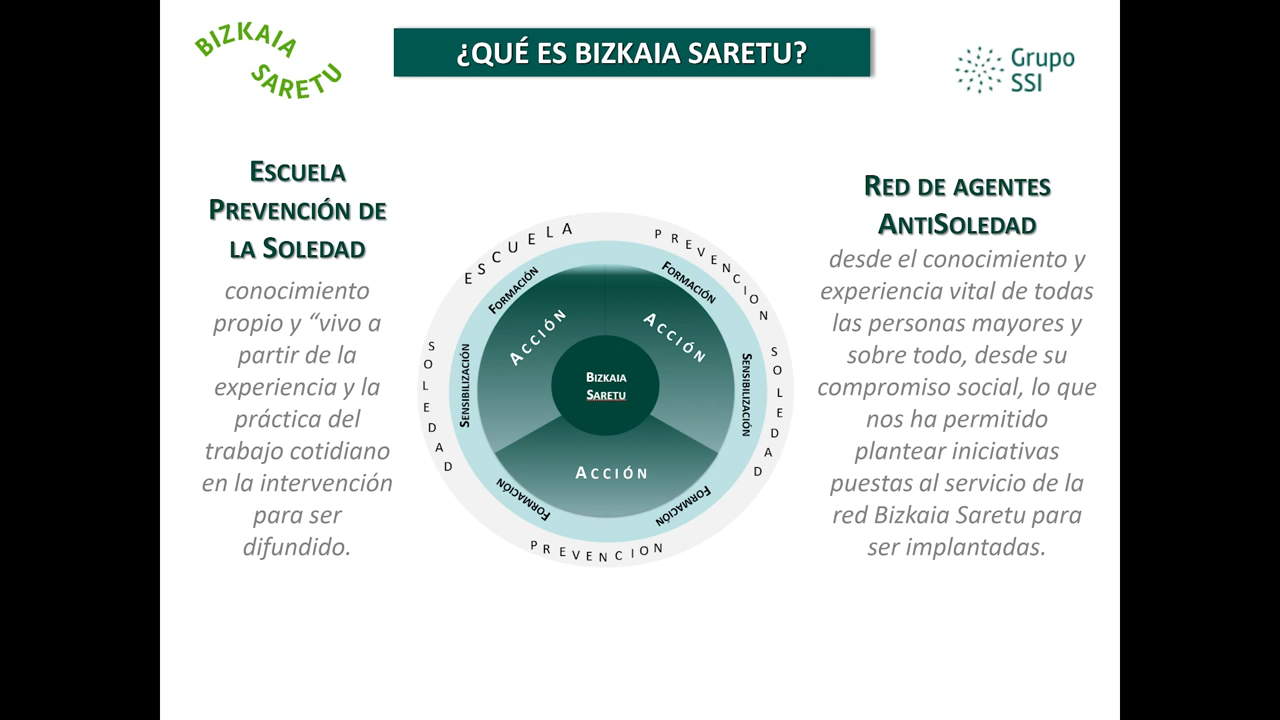 BIZKAIA
SARETU
¿QUÉ ES BIZKAIA SARETU?
Grupo
SSI
ESCUELA
PREVENCIÓN DE
LA SOLEDAD
conocimiento
propio y “vivo a
partir de la
experiencia y la
práctica del
trabajo cotidiano
en la intervención
para ser
difundido.
ESCUELA
PREVENCION
SOLEDAD
SOLEDAD
PREVENCION
FORMACIÓN
FORMACIÓN
SENSIBILIZACIÓN
SENSIBILIZACIÓN
FORMACIÓN
FORMACIÓN
ACCIÓN
ACCIÓN
BIZKAIA
SARETU
ACCIÓN
RED DE AGENTES
ANTISOLEDAD
desde el conocimiento y
experiencia vital de todas
las personas mayores y
sobre todo, desde su
compromiso social, lo que
nos ha permitido
plantear iniciativas
puestas al servicio de la
red Bizkaia Saretu para
ser implantadas.